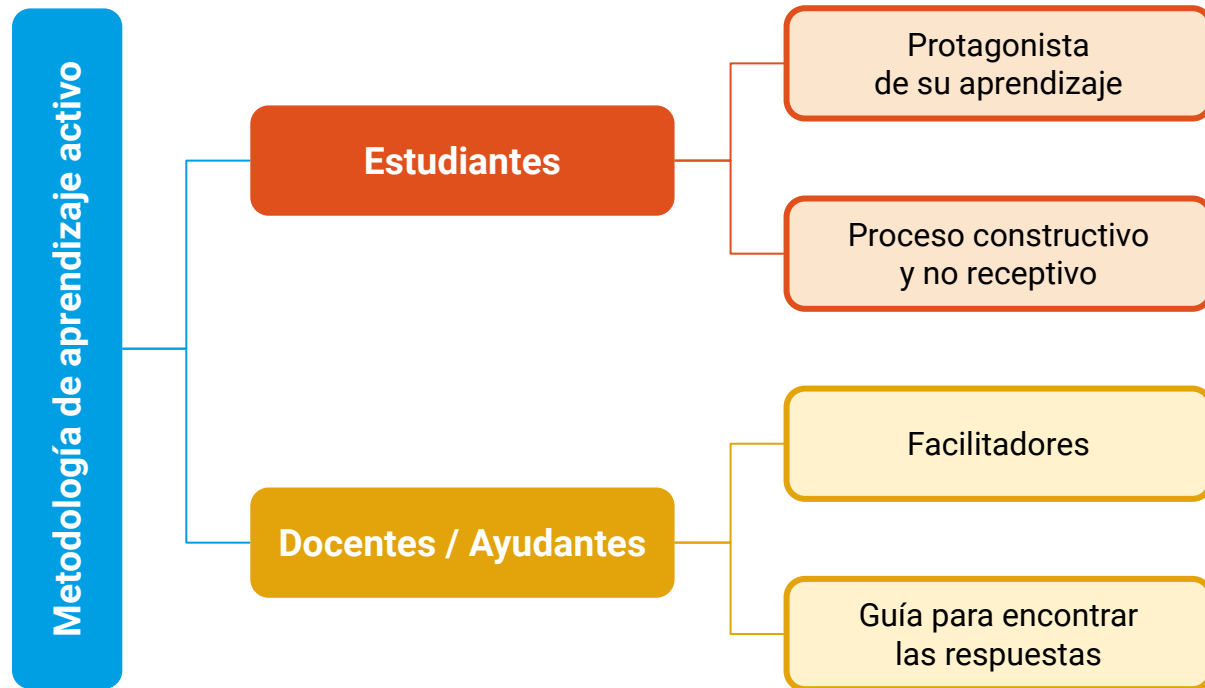 Metodología de aprendizaje activo
Estudiantes
Protagonista
de su aprendizaje
Proceso constructivo
y no receptivo
Docentes / Ayudantes
Facilitadores
Guía para encontrar
las respuestas